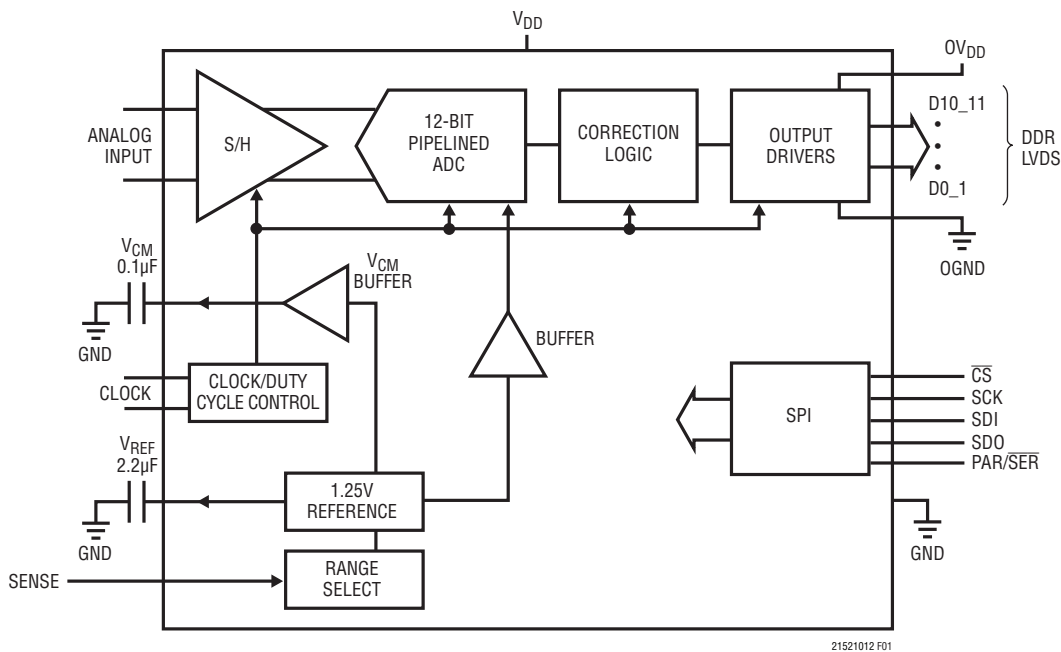 VDD
OVDD
ANALOG
INPUT
S/H
12-BIT
PIPELINED
ADC
CORRECTION
LOGIC
OUTPUT
DRIVERS
D10_11
•
•
•
D0_1
DDR
LVDS
OGND
VCM
0.1µF
GND
VCM
BUFFER
BUFFER
CLOCK
CLOCK/DUTY
CYCLE CONTROL
SPI
C̅S̅
SCK
SDI
SDO
PAR/S̅E̅R̅
GND
VREF
2.2µF
GND
1.25V
REFERENCE
SENSE
RANGE
SELECT
21521012 F01